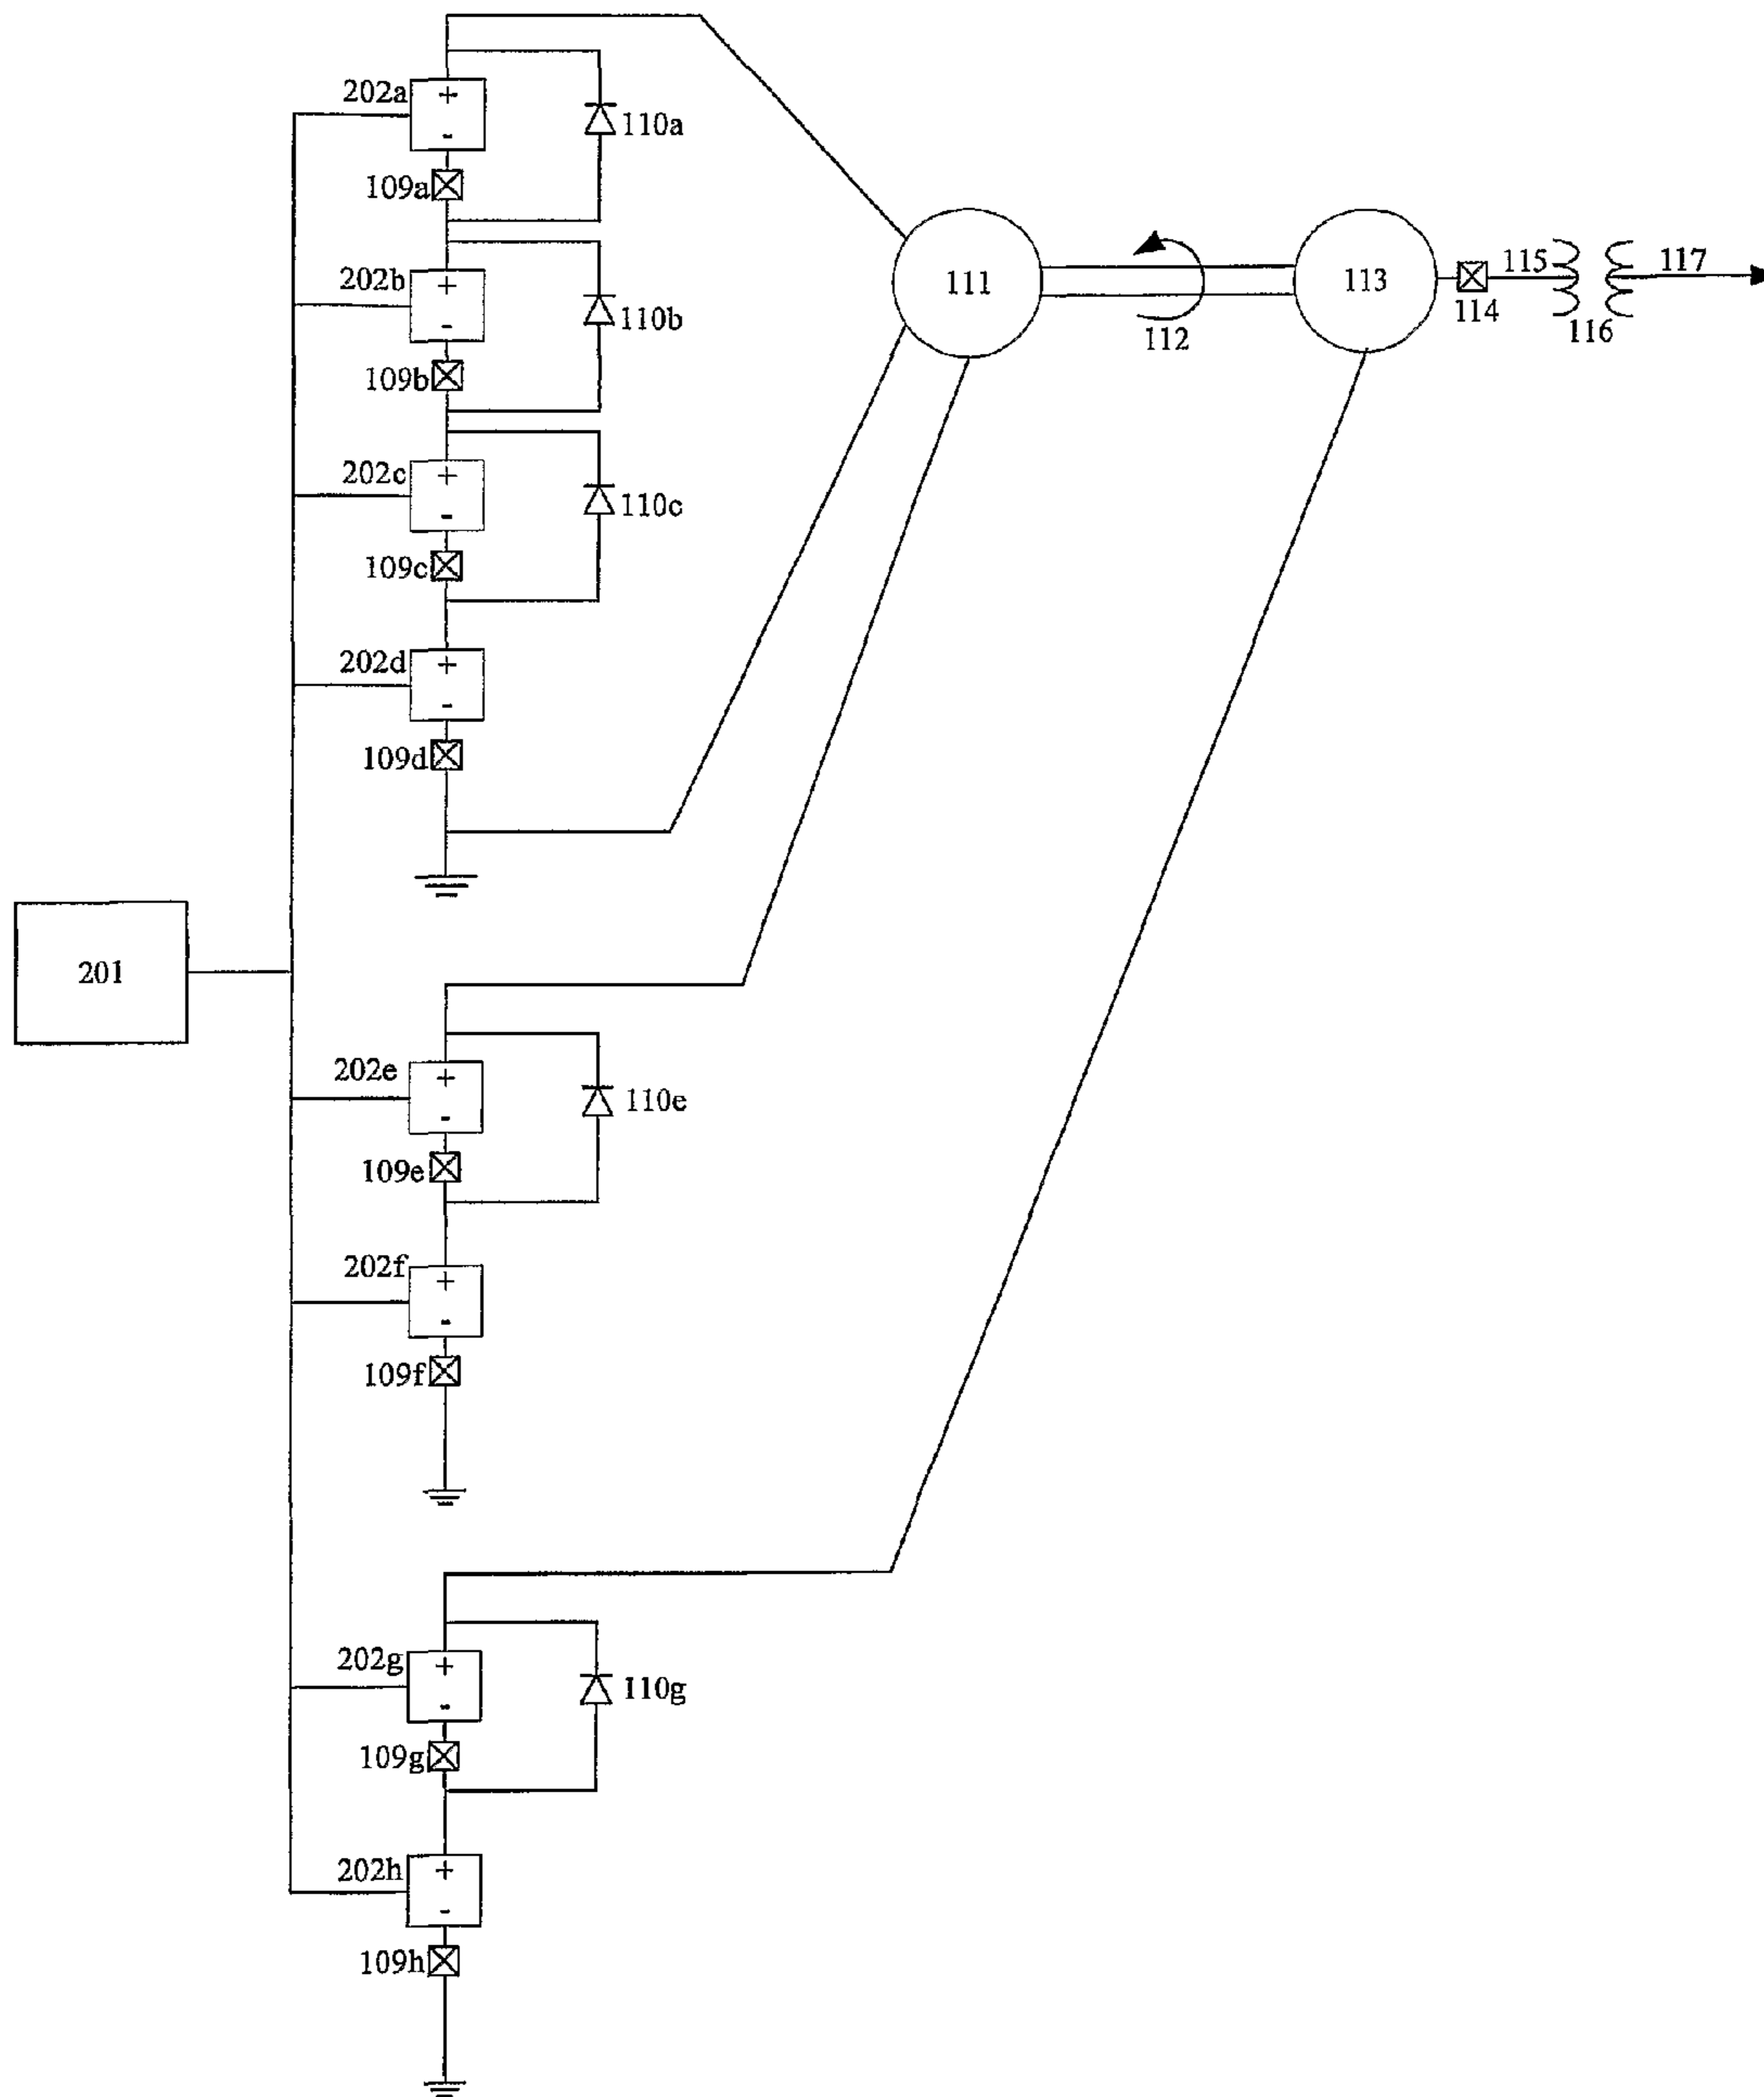 202a
+
-
110a
109a
202b
+
-
110b
109b
202c
+
-
110c
109c
202d
+
-
109d
111
112
113
114
115
116
117
201
202e
+
-
110e
109e
202f
+
-
109f
202g
+
-
110g
109g
202h
+
-
109h